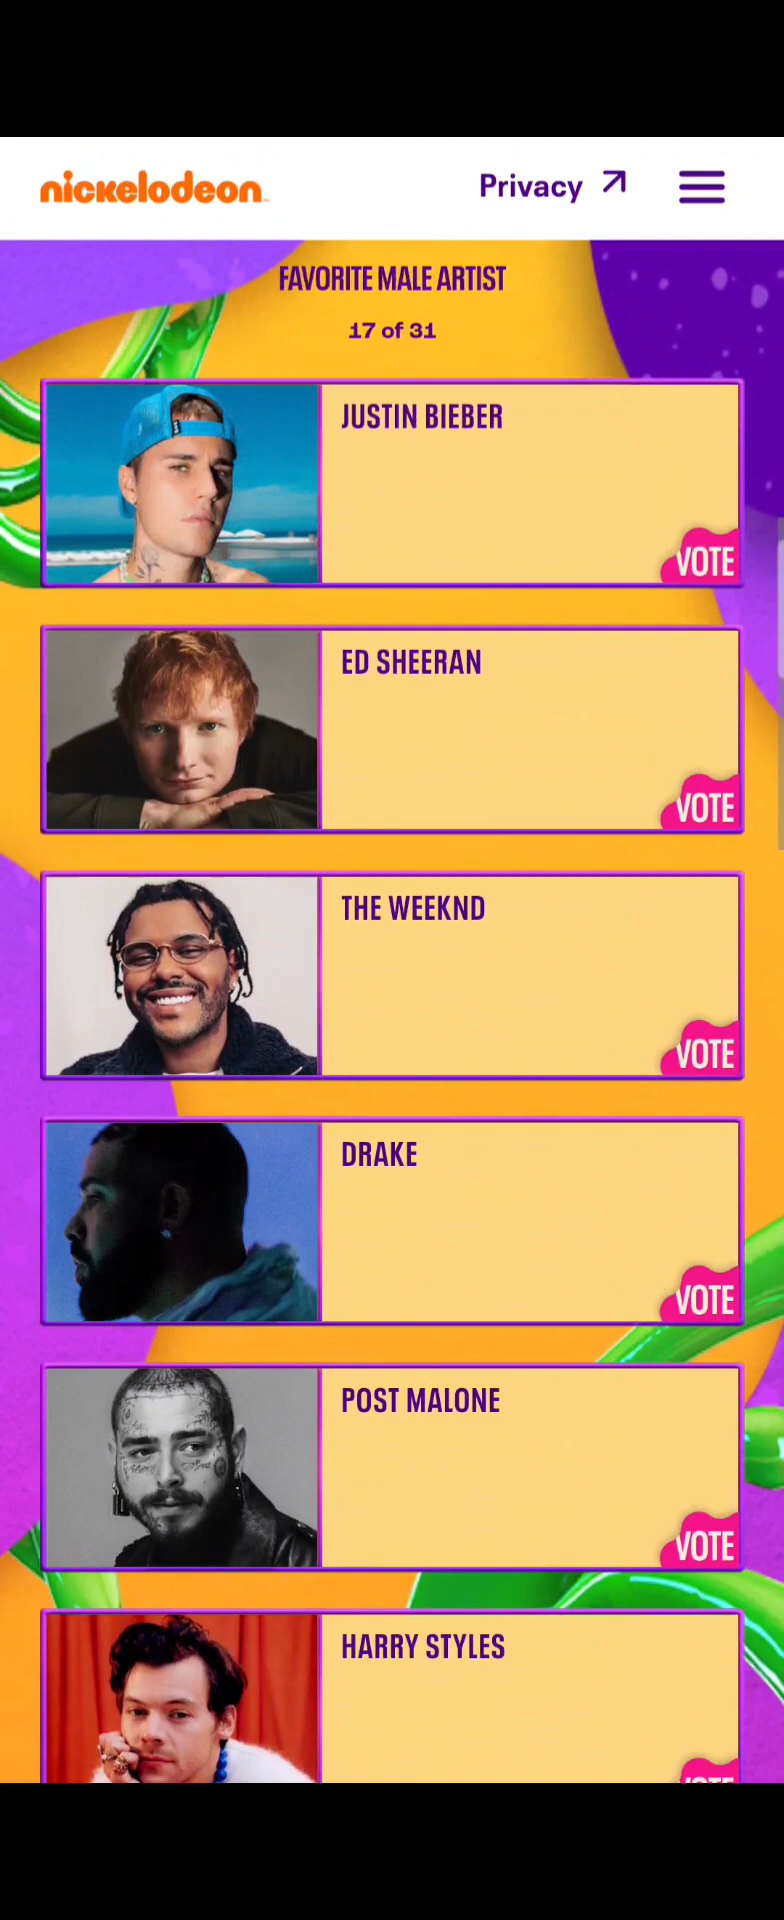 nickelodeon
Privacy
FAVORITE MALE ARTIST
17 of 31
JUSTIN BIEBER
VOTE
ED SHEERAN
VOTE
THE WEEKND
VOTE
DRAKE
VOTE
POST MALONE
VOTE
HARRY STYLES
VOTE